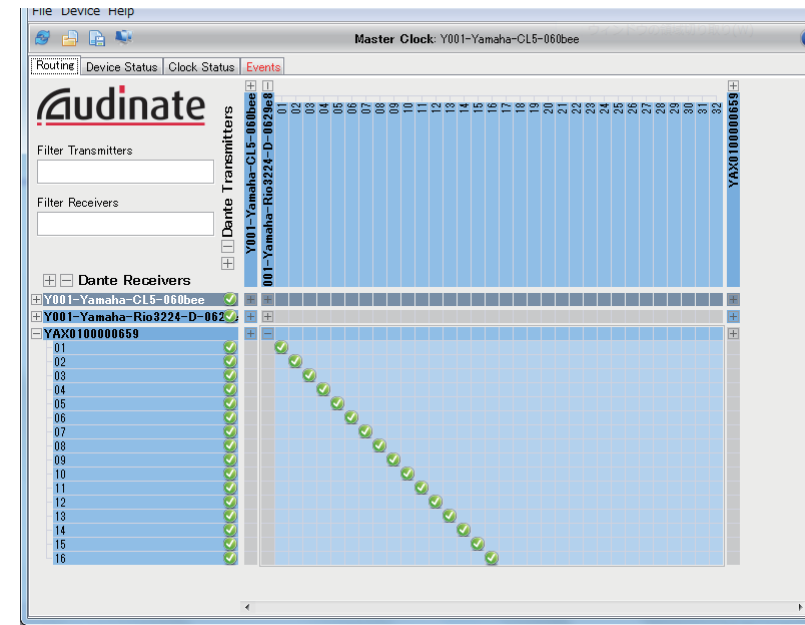 File Device Help
Master Clock: Y001-Yamaha-CL5-060bee
Routing Device Status Clock Status Events
Audinate
Filter Transmitters
Filter Receivers
Dante Transmitters
Y001-Yamaha-CL5-060bee
001-Yamaha-Rio3224-D-0629e8
01 02 03 04 05 06 07 08 09 10 11 12 13 14 15 16 17 18 19 20 21 22 23 24 25 26 27 28 29 30 31 32
YAX0100000659
Dante Receivers
Y001-Yamaha-CL5-060bee
Y001-Yamaha-Rio3224-D-062
YAX0100000659
01
02
03
04
05
06
07
08
09
10
11
12
13
14
15
16